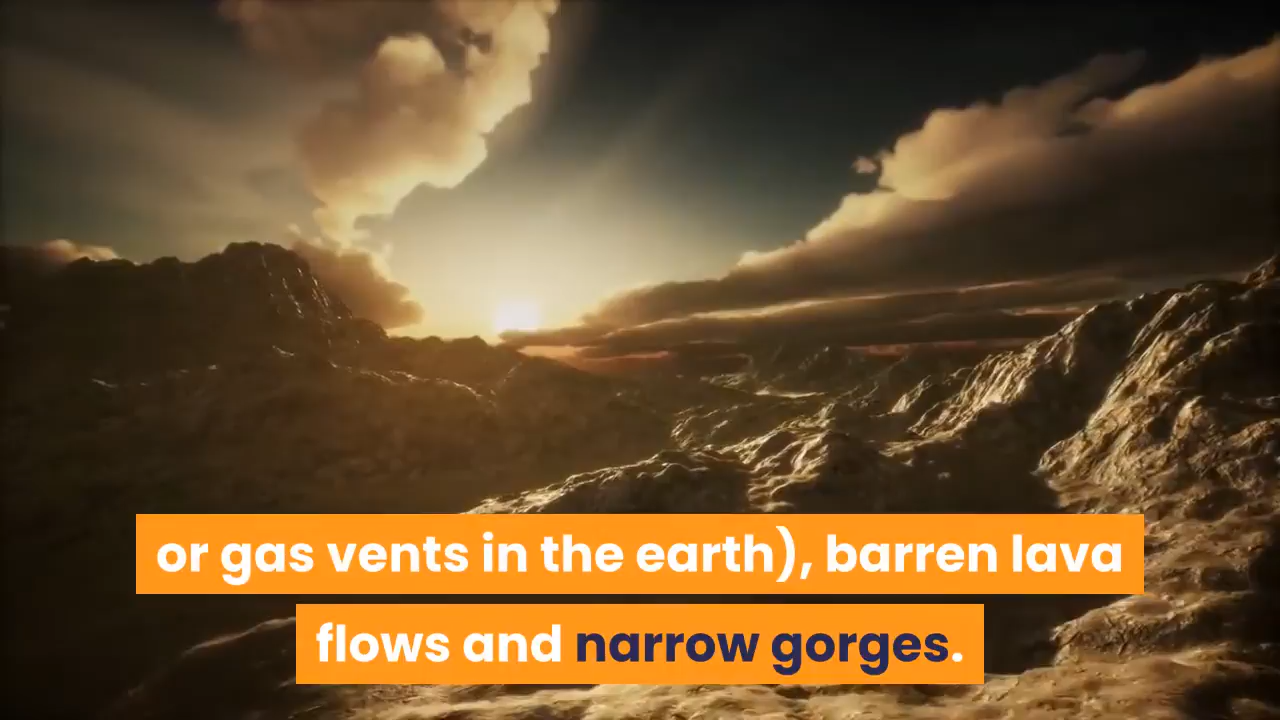 or gas vents in the earth), barren lava
flows and narrow gorges.